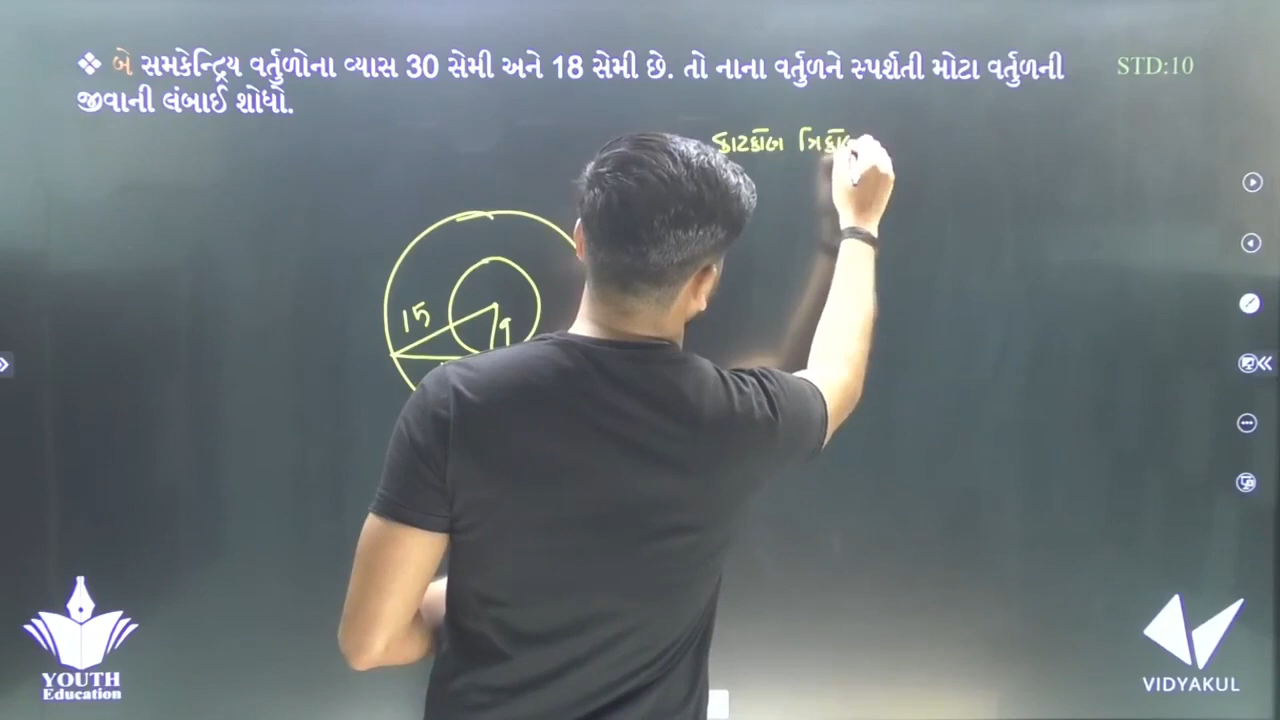 ❖ બે સમકેન્દ્રિય વર્તુળોના વ્યાસ 30 સેમી અને 18 સેમી છે. તો નાના વર્તુળને સ્પર્શતી મોટા વર્તુળની
જીવાની લંબાઈ શોધો.
STD:10
કાટકોણ
15
9
YOUTH
Education
VIDYAKUL